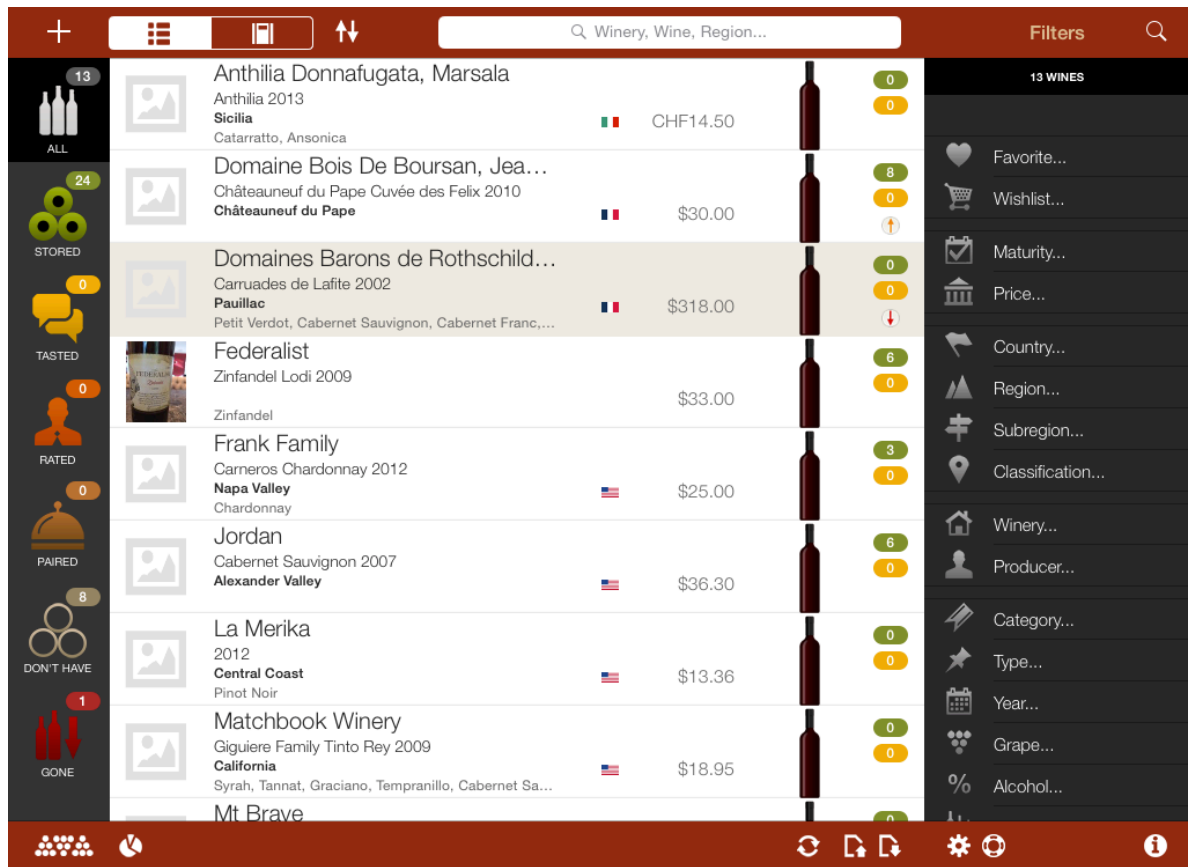 Winery, Wine, Region...
Filters
13
ALL
24
STORED
0
TASTED
0
RATED
0
PAIRED
8
DON'T HAVE
1
GONE
Anthilia Donnafugata, Marsala
Anthilia 2013
Sicilia
Catarratto, Ansonica
CHF14.50
0
0
Domaine Bois De Boursan, Jea...
Châteauneuf du Pape Cuvée des Felix 2010
Châteauneuf du Pape
$30.00
8
0
Domaines Barons de Rothschild...
Carruades de Lafite 2002
Pauillac
Petit Verdot, Cabernet Sauvignon, Cabernet Franc,...
$318.00
0
0
Federalist
Zinfandel Lodi 2009
Zinfandel
$33.00
6
0
Frank Family
Carneros Chardonnay 2012
Napa Valley
Chardonnay
$25.00
3
0
Jordan
Cabernet Sauvignon 2007
Alexander Valley
$36.30
6
0
La Merika
2012
Central Coast
Pinot Noir
$13.36
0
0
Matchbook Winery
Giguiere Family Tinto Rey 2009
California
Syrah, Tannat, Graciano, Tempranillo, Cabernet Sa...
$18.95
0
0
Mt Brave
0
13 WINES
Favorite...
Wishlist...
Maturity...
Price...
Country...
Region...
Subregion...
Classification...
Winery...
Producer...
Category...
Type...
Year...
Grape...
% Alcohol...